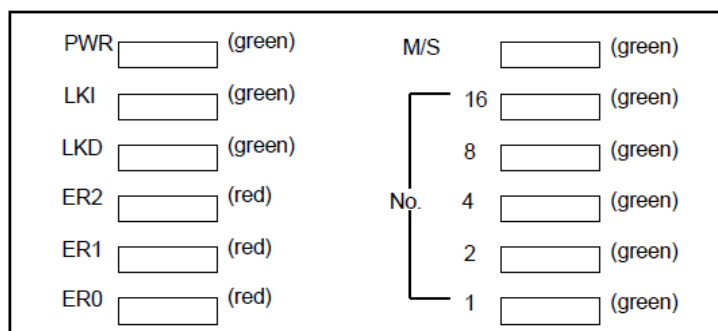 PWR (green) M/S (green)
LKI (green) 16 (green)
LKD (green) 8 (green)
ER2 (red) No. 4 (green)
ER1 (red) 2 (green)
ER0 (red) 1 (green)